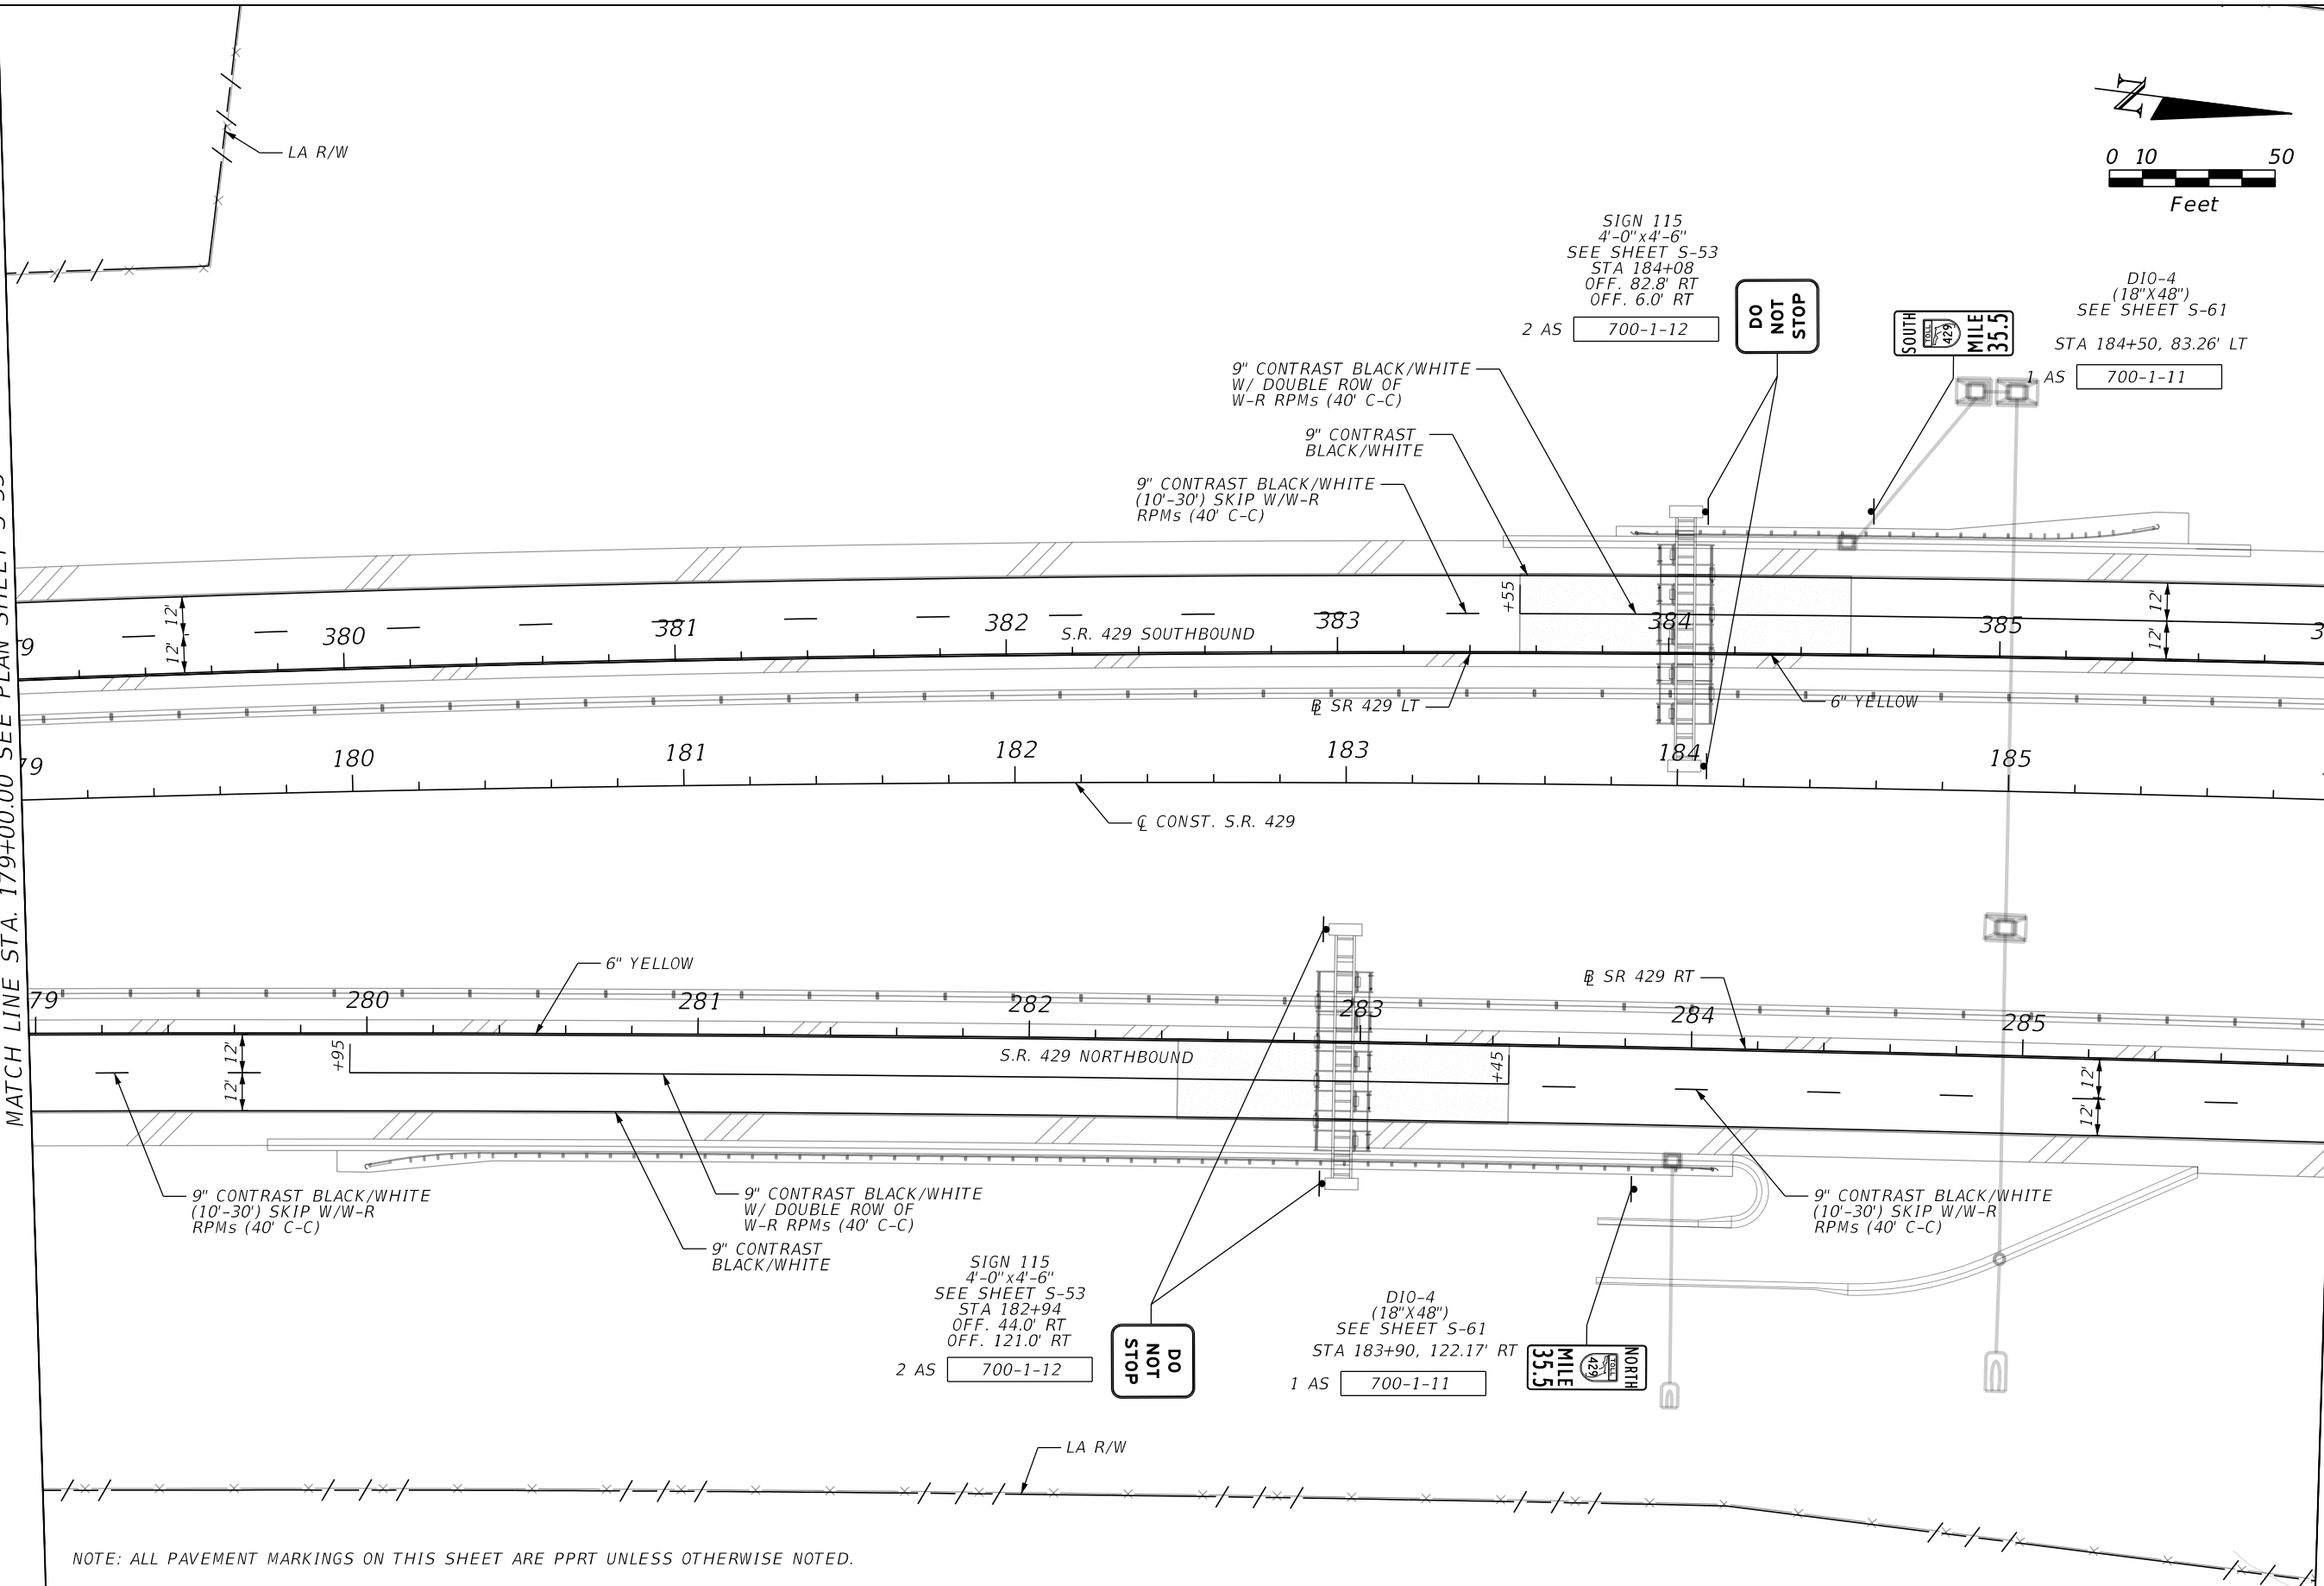 N
0 10 50
Feet
LA R/W
SIGN 115
4'-0"x4'-6"
SEE SHEET S-53
STA 184+08
OFF. 82.8' RT
OFF. 6.0' RT
2 AS 700-1-12
DO
NOT
STOP
SOUTH
TOLL
429
MILE
35.5
DIO-4
(18"X48")
SEE SHEET S-61
STA 184+50, 83.26' LT
1 AS 700-1-11
9" CONTRAST BLACK/WHITE
W/ DOUBLE ROW OF
W-R RPMs (40' C-C)
9" CONTRAST
BLACK/WHITE
9" CONTRAST BLACK/WHITE
(10'-30') SKIP W/W-R
RPMs (40' C-C)
+55
12'
12'
12'
12'
9 380 381 382 383 384 385 3
S.R. 429 SOUTHBOUND
BL SR 429 LT
6" YELLOW
79 180 181 182 183 184 185
CL CONST. S.R. 429
MATCH LINE STA. 179+00.00 SEE PLAN SHEET
6" YELLOW
BL SR 429 RT
79 280 281 282 283 284 285
+95
S.R. 429 NORTHBOUND
+45
12'
12'
12'
12'
9" CONTRAST BLACK/WHITE
(10'-30') SKIP W/W-R
RPMs (40' C-C)
9" CONTRAST BLACK/WHITE
W/ DOUBLE ROW OF
W-R RPMs (40' C-C)
9" CONTRAST
BLACK/WHITE
9" CONTRAST BLACK/WHITE
(10'-30') SKIP W/W-R
RPMs (40' C-C)
SIGN 115
4'-0"x4'-6"
SEE SHEET S-53
STA 182+94
OFF. 44.0' RT
OFF. 121.0' RT
2 AS 700-1-12
DO
NOT
STOP
DIO-4
(18"X48")
SEE SHEET S-61
STA 183+90, 122.17' RT
1 AS 700-1-11
NORTH
TOLL
429
MILE
35.5
LA R/W
NOTE: ALL PAVEMENT MARKINGS ON THIS SHEET ARE PPRT UNLESS OTHERWISE NOTED.